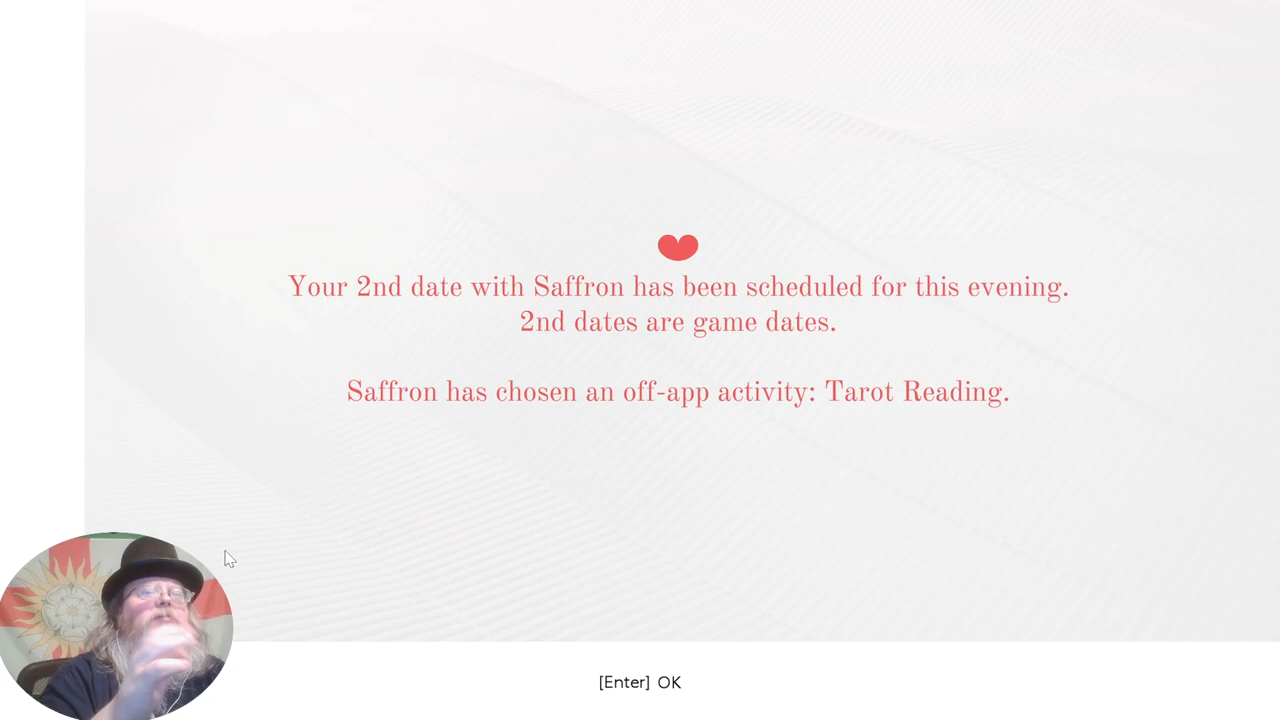 Your 2nd date with Saffron has been scheduled for this evening.
2nd dates are game dates.
Saffron has chosen an off-app activity: Tarot Reading.
[Enter] OK